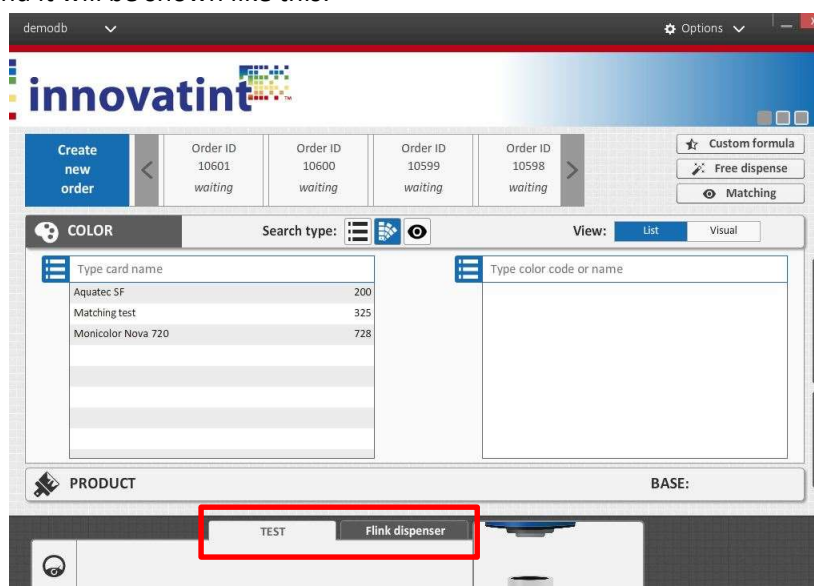 and it will be shown like this:
demodb
Options
innovatint™
Create
new
order
Order ID
10601
waiting
Order ID
10600
waiting
Order ID
10599
waiting
Order ID
10598
waiting
Custom formula
Free dispense
Matching
COLOR
Search type:
View:
List
Visual
Type card name
Type color code or name
Aquatec SF 200
Matching test 325
Monicolor Nova 720 728
PRODUCT
BASE:
TEST
Flink dispenser